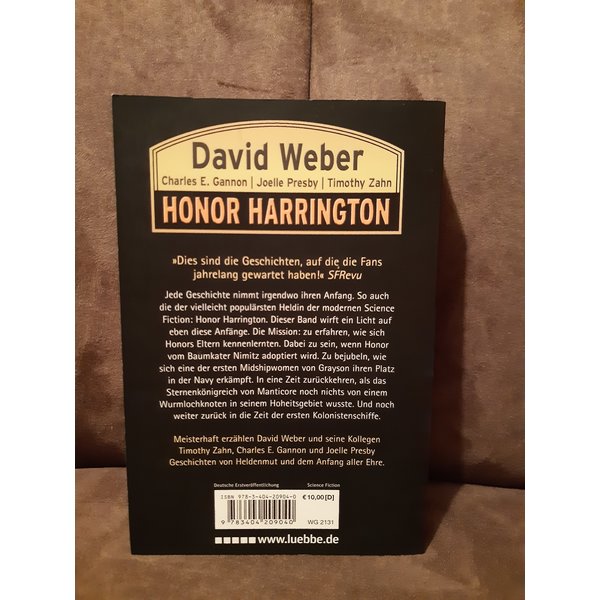 David Weber
Charles E. Gannon | Joelle Presby | Timothy Zahn
HONOR HARRINGTON
»Dies sind die Geschichten, auf die die Fans
jahrelang gewartet haben!« SFRevu
Jede Geschichte nimmt irgendwo ihren Anfang. So auch
die der vielleicht populärsten Heldin der modernen Science
Fiction: Honor Harrington. Dieser Band wirft ein Licht auf
eben diese Anfänge. Die Mission: zu erfahren, wie sich
Honors Eltern kennenlernten. Dabei zu sein, wenn Honor
vom Baumkater Nimitz adoptiert wird. Zu bejubeln, wie
sich eine der ersten Midshipwomen von Grayson ihren Platz
in der Navy erkämpft. In eine Zeit zurückkehren, als das
Sternenkönigreich von Manticore noch nichts von einem
Wurmlochknoten in seinem Hoheitsgebiet wusste. Und noch
weiter zurück in die Zeit der ersten Kolonistenschiffe.
Meisterhaft erzählen David Weber und seine Kollegen
Timothy Zahn, Charles E. Gannon und Joelle Presby
Geschichten von Heldenmut und dem Anfang aller Ehre.
Deutsche Erstveröffentlichung Science Fiction
ISBN 978-3-404-20904-0
€ 10,00 [D]
9 783404 209040
WG 2131
www.luebbe.de